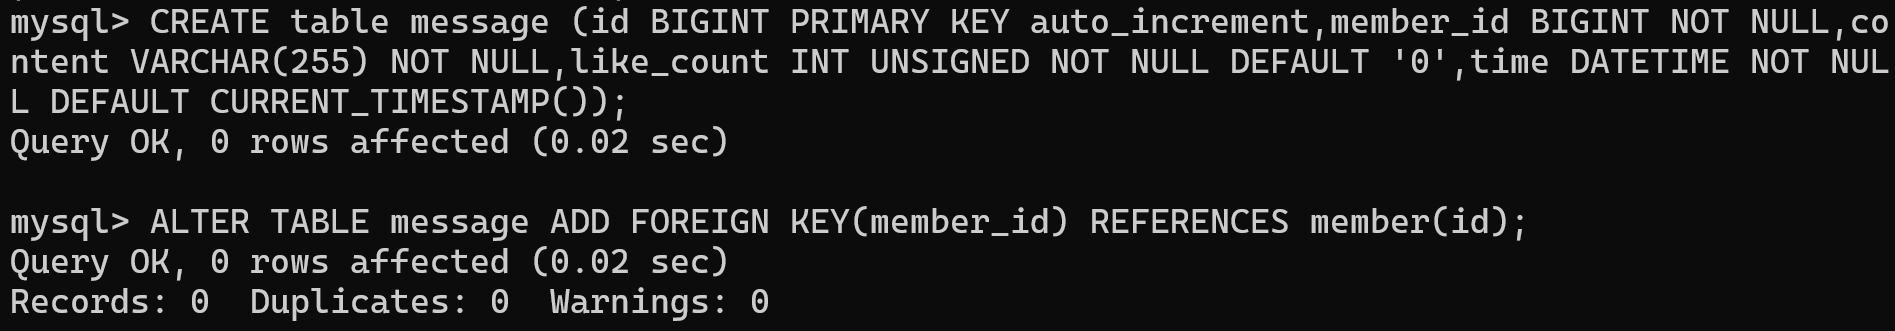 mysql> CREATE table message (id BIGINT PRIMARY KEY auto_increment,member_id BIGINT NOT NULL,co
ntent VARCHAR(255) NOT NULL,like_count INT UNSIGNED NOT NULL DEFAULT '0',time DATETIME NOT NUL
L DEFAULT CURRENT_TIMESTAMP());
Query OK, 0 rows affected (0.02 sec)
mysql> ALTER TABLE message ADD FOREIGN KEY(member_id) REFERENCES member(id);
Query OK, 0 rows affected (0.02 sec)
Records: 0  Duplicates: 0  Warnings: 0